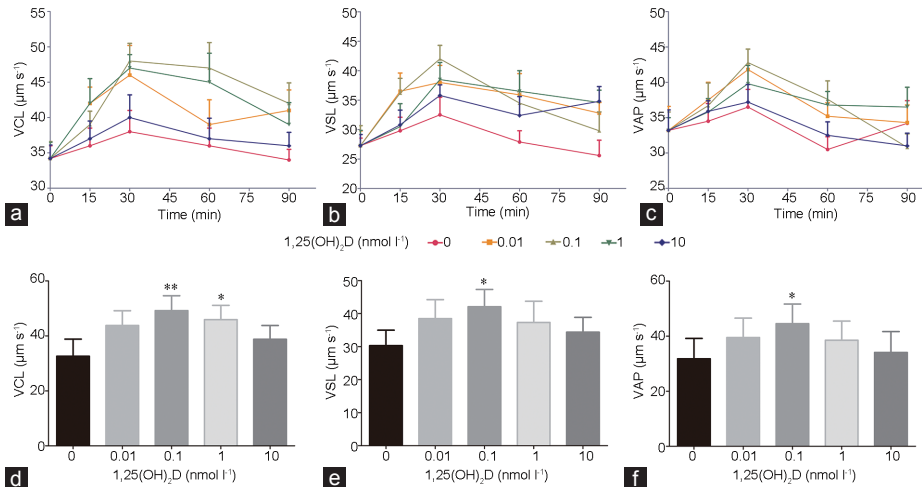 VCL (µm s⁻¹)
55
50
45
40
35
30
0 15 30 45 60 75 90
Time (min)
a
VSL (µm s⁻¹)
50
45
40
35
30
25
20
0 15 30 45 60 75 90
Time (min)
b
VAP (µm s⁻¹)
50
45
40
35
30
25
0 15 30 45 60 75 90
Time (min)
c
1,25(OH)₂D (nmol l⁻¹) 0 0.01 0.1 1 10
VCL (µm s⁻¹)
60
40
20
0
** *
0 0.01 0.1 1 10
1,25(OH)₂D (nmol l⁻¹)
d
VSL (µm s⁻¹)
50
40
30
20
10
0
*
0 0.01 0.1 1 10
1,25(OH)₂D (nmol l⁻¹)
e
VAP (µm s⁻¹)
60
40
20
0
*
0 0.01 0.1 1 10
1,25(OH)₂D (nmol l⁻¹)
f